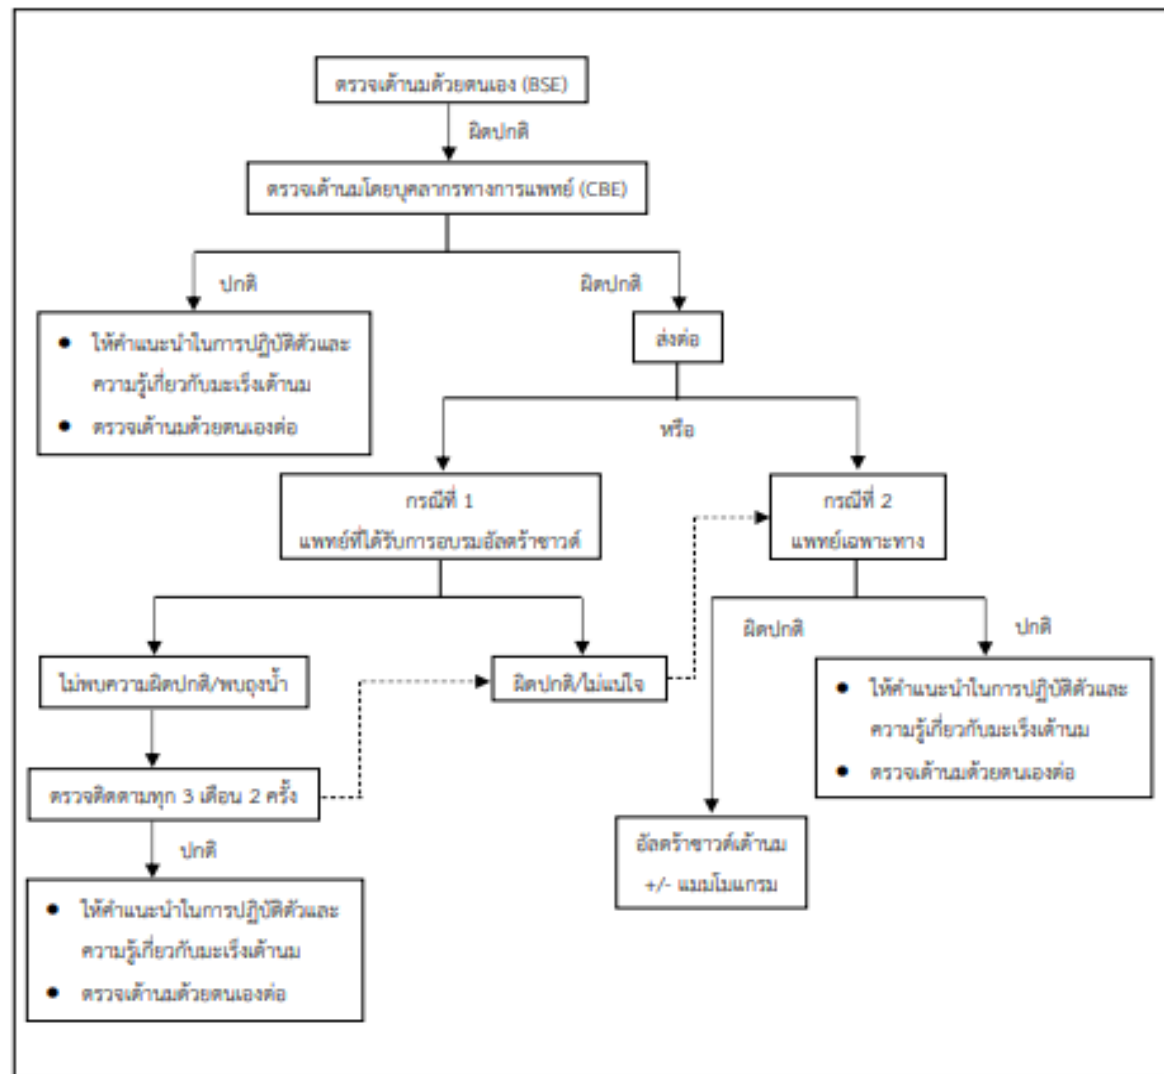 ตรวจเต้านมด้วยตนเอง (BSE)
ผิดปกติ
ตรวจเต้านมโดยบุคลากรทางการแพทย์ (CBE)
ปกติ
ผิดปกติ
● ให้คำแนะนำในการปฏิบัติตัวและ
ความรู้เกี่ยวกับมะเร็งเต้านม
● ตรวจเต้านมด้วยตนเองต่อ
ส่งต่อ
หรือ
กรณีที่ 1
แพทย์ที่ได้รับการอบรมอัลตร้าซาวด์
กรณีที่ 2
แพทย์เฉพาะทาง
ไม่พบความผิดปกติ/พบถุงน้ำ
ผิดปกติ/ไม่แน่ใจ
ผิดปกติ
ปกติ
● ให้คำแนะนำในการปฏิบัติตัวและ
ความรู้เกี่ยวกับมะเร็งเต้านม
● ตรวจเต้านมด้วยตนเองต่อ
ตรวจติดตามทุก 3 เดือน 2 ครั้ง
ปกติ
อัลตร้าซาวด์เต้านม
+/- แมมโมแกรม
● ให้คำแนะนำในการปฏิบัติตัวและ
ความรู้เกี่ยวกับมะเร็งเต้านม
● ตรวจเต้านมด้วยตนเองต่อ